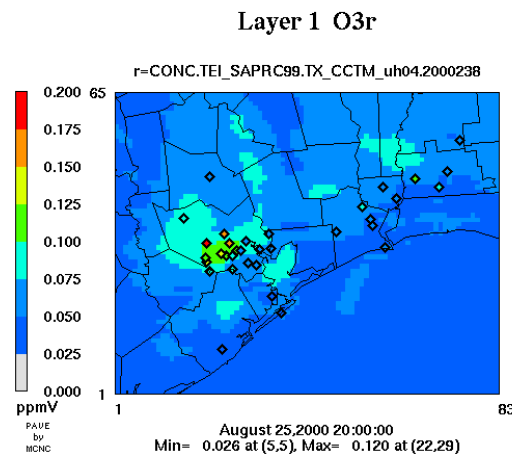 Layer 1 O3r
r=CONC.TEI_SAPRC99.TX_CCTM_uh04.2000238
0.200
0.175
0.150
0.125
0.100
0.075
0.050
0.025
0.000
ppmV
PAVE
by
MCNC
65
1
1
83
August 25,2000 20:00:00
Min= 0.026 at (5,5), Max= 0.120 at (22,29)